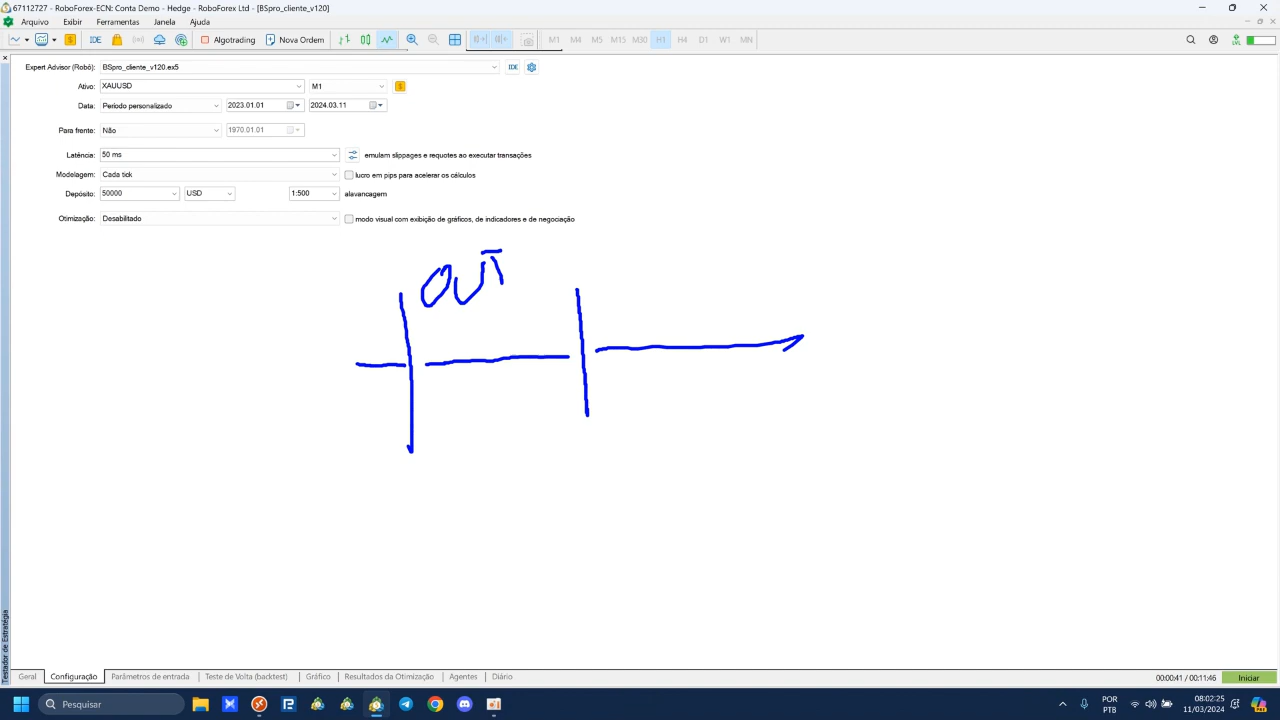 67112727 - RoboForex-ECN: Conta Demo - Hedge - RoboForex Ltd - [BSpro_cliente_v120]
Arquivo Exibir Ferramentas Janela Ajuda
IDE Algotrading Nova Ordem M1 M4 M5 M15 M30 H1 H4 D1 W1 MN
Expert Advisor (Robô): BSpro_cliente_v120.ex5 IDE
Ativo: XAUUSD M1
Data: Período personalizado 2023.01.01 2024.03.11
Para frente: Não 1970.01.01
Latência: 50 ms emulam slippages e requotes ao executar transações
Modelagem: Cada tick lucro em pips para acelerar os cálculos
Depósito: 50000 USD 1:500 alavancagem
Otimização: Desabilitado modo visual com exibição de gráficos, de indicadores e de negociação
Testador de Estratégia
Geral Configuração Parâmetros de entrada Teste de Volta (backtest) Gráfico Resultados da Otimização Agentes Diário 00:00:41 / 00:11:46 Iniciar
Pesquisar POR 08:02:25
PTB 11/03/2024